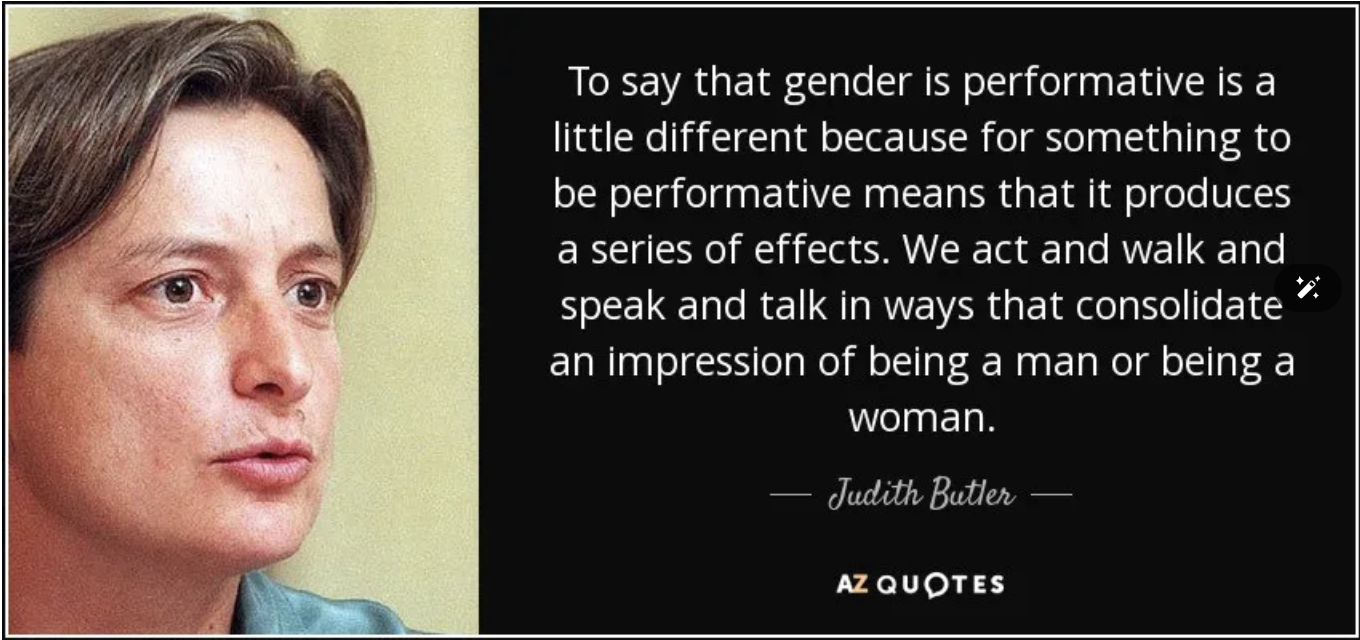 To say that gender is performative is a
little different because for something to
be performative means that it produces
a series of effects. We act and walk and
speak and talk in ways that consolidate
an impression of being a man or being a
woman.
Judith Butler
AZ QUOTES